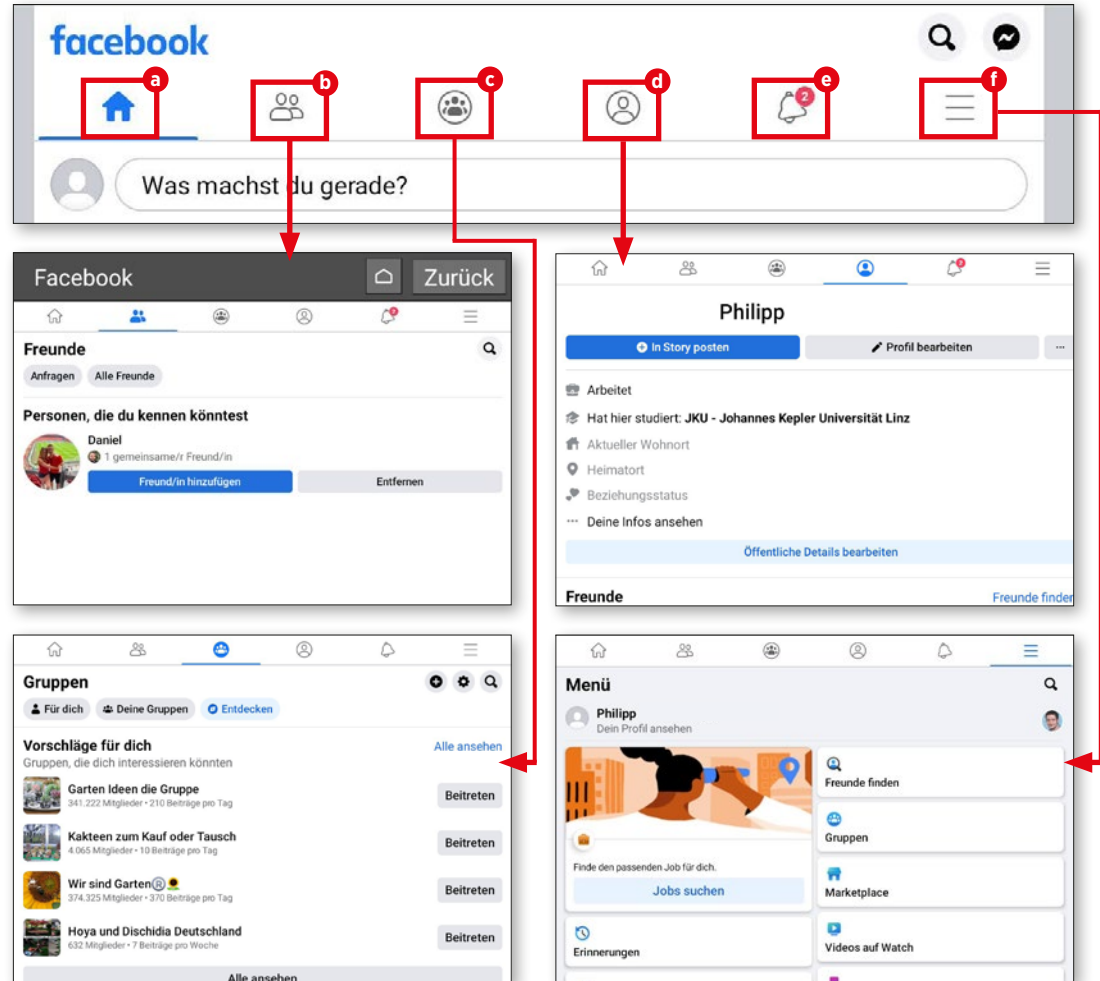 facebook
a
b
c
d
e
2
f
Was machst du gerade?
Facebook
Zurück
2
Freunde
Anfragen
Alle Freunde
Personen, die du kennen könntest
Daniel
1 gemeinsame/r Freund/in
Freund/in hinzufügen
Entfernen
2
Philipp
In Story posten
Profil bearbeiten
...
Arbeitet
Hat hier studiert: JKU - Johannes Kepler Universität Linz
Aktueller Wohnort
Heimatort
Beziehungsstatus
... Deine Infos ansehen
Öffentliche Details bearbeiten
Freunde
Freunde finden
Gruppen
Für dich
Deine Gruppen
Entdecken
Vorschläge für dich
Alle ansehen
Gruppen, die dich interessieren könnten
Garten Ideen die Gruppe
341.222 Mitglieder • 210 Beiträge pro Tag
Beitreten
Kakteen zum Kauf oder Tausch
4.065 Mitglieder • 10 Beiträge pro Tag
Beitreten
Wir sind Garten®🌻
374.325 Mitglieder • 370 Beiträge pro Tag
Beitreten
Hoya und Dischidia Deutschland
632 Mitglieder • 7 Beiträge pro Woche
Beitreten
Alle ansehen
Menü
Philipp
Dein Profil ansehen
Finde den passenden Job für dich.
Jobs suchen
Erinnerungen
Freunde finden
Gruppen
Marketplace
Videos auf Watch